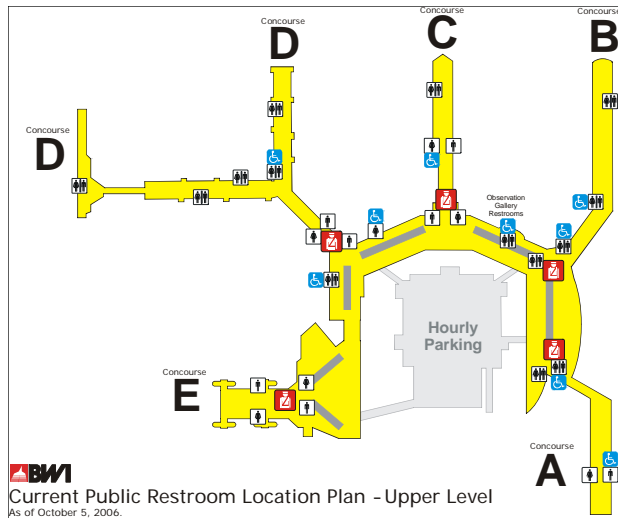 Concourse
D
Concourse
C
Concourse
B
Concourse
D
Observation
Gallery
Restrooms
Hourly
Parking
Concourse
E
Concourse
A
BWI
Current Public Restroom Location Plan - Upper Level
As of October 5, 2006.